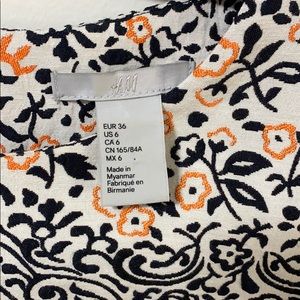 H&M
EUR 36
US 6
CA 6
CN 165/84A
MX 6
Made in
Myanmar
Fabriqué en
Birmanie